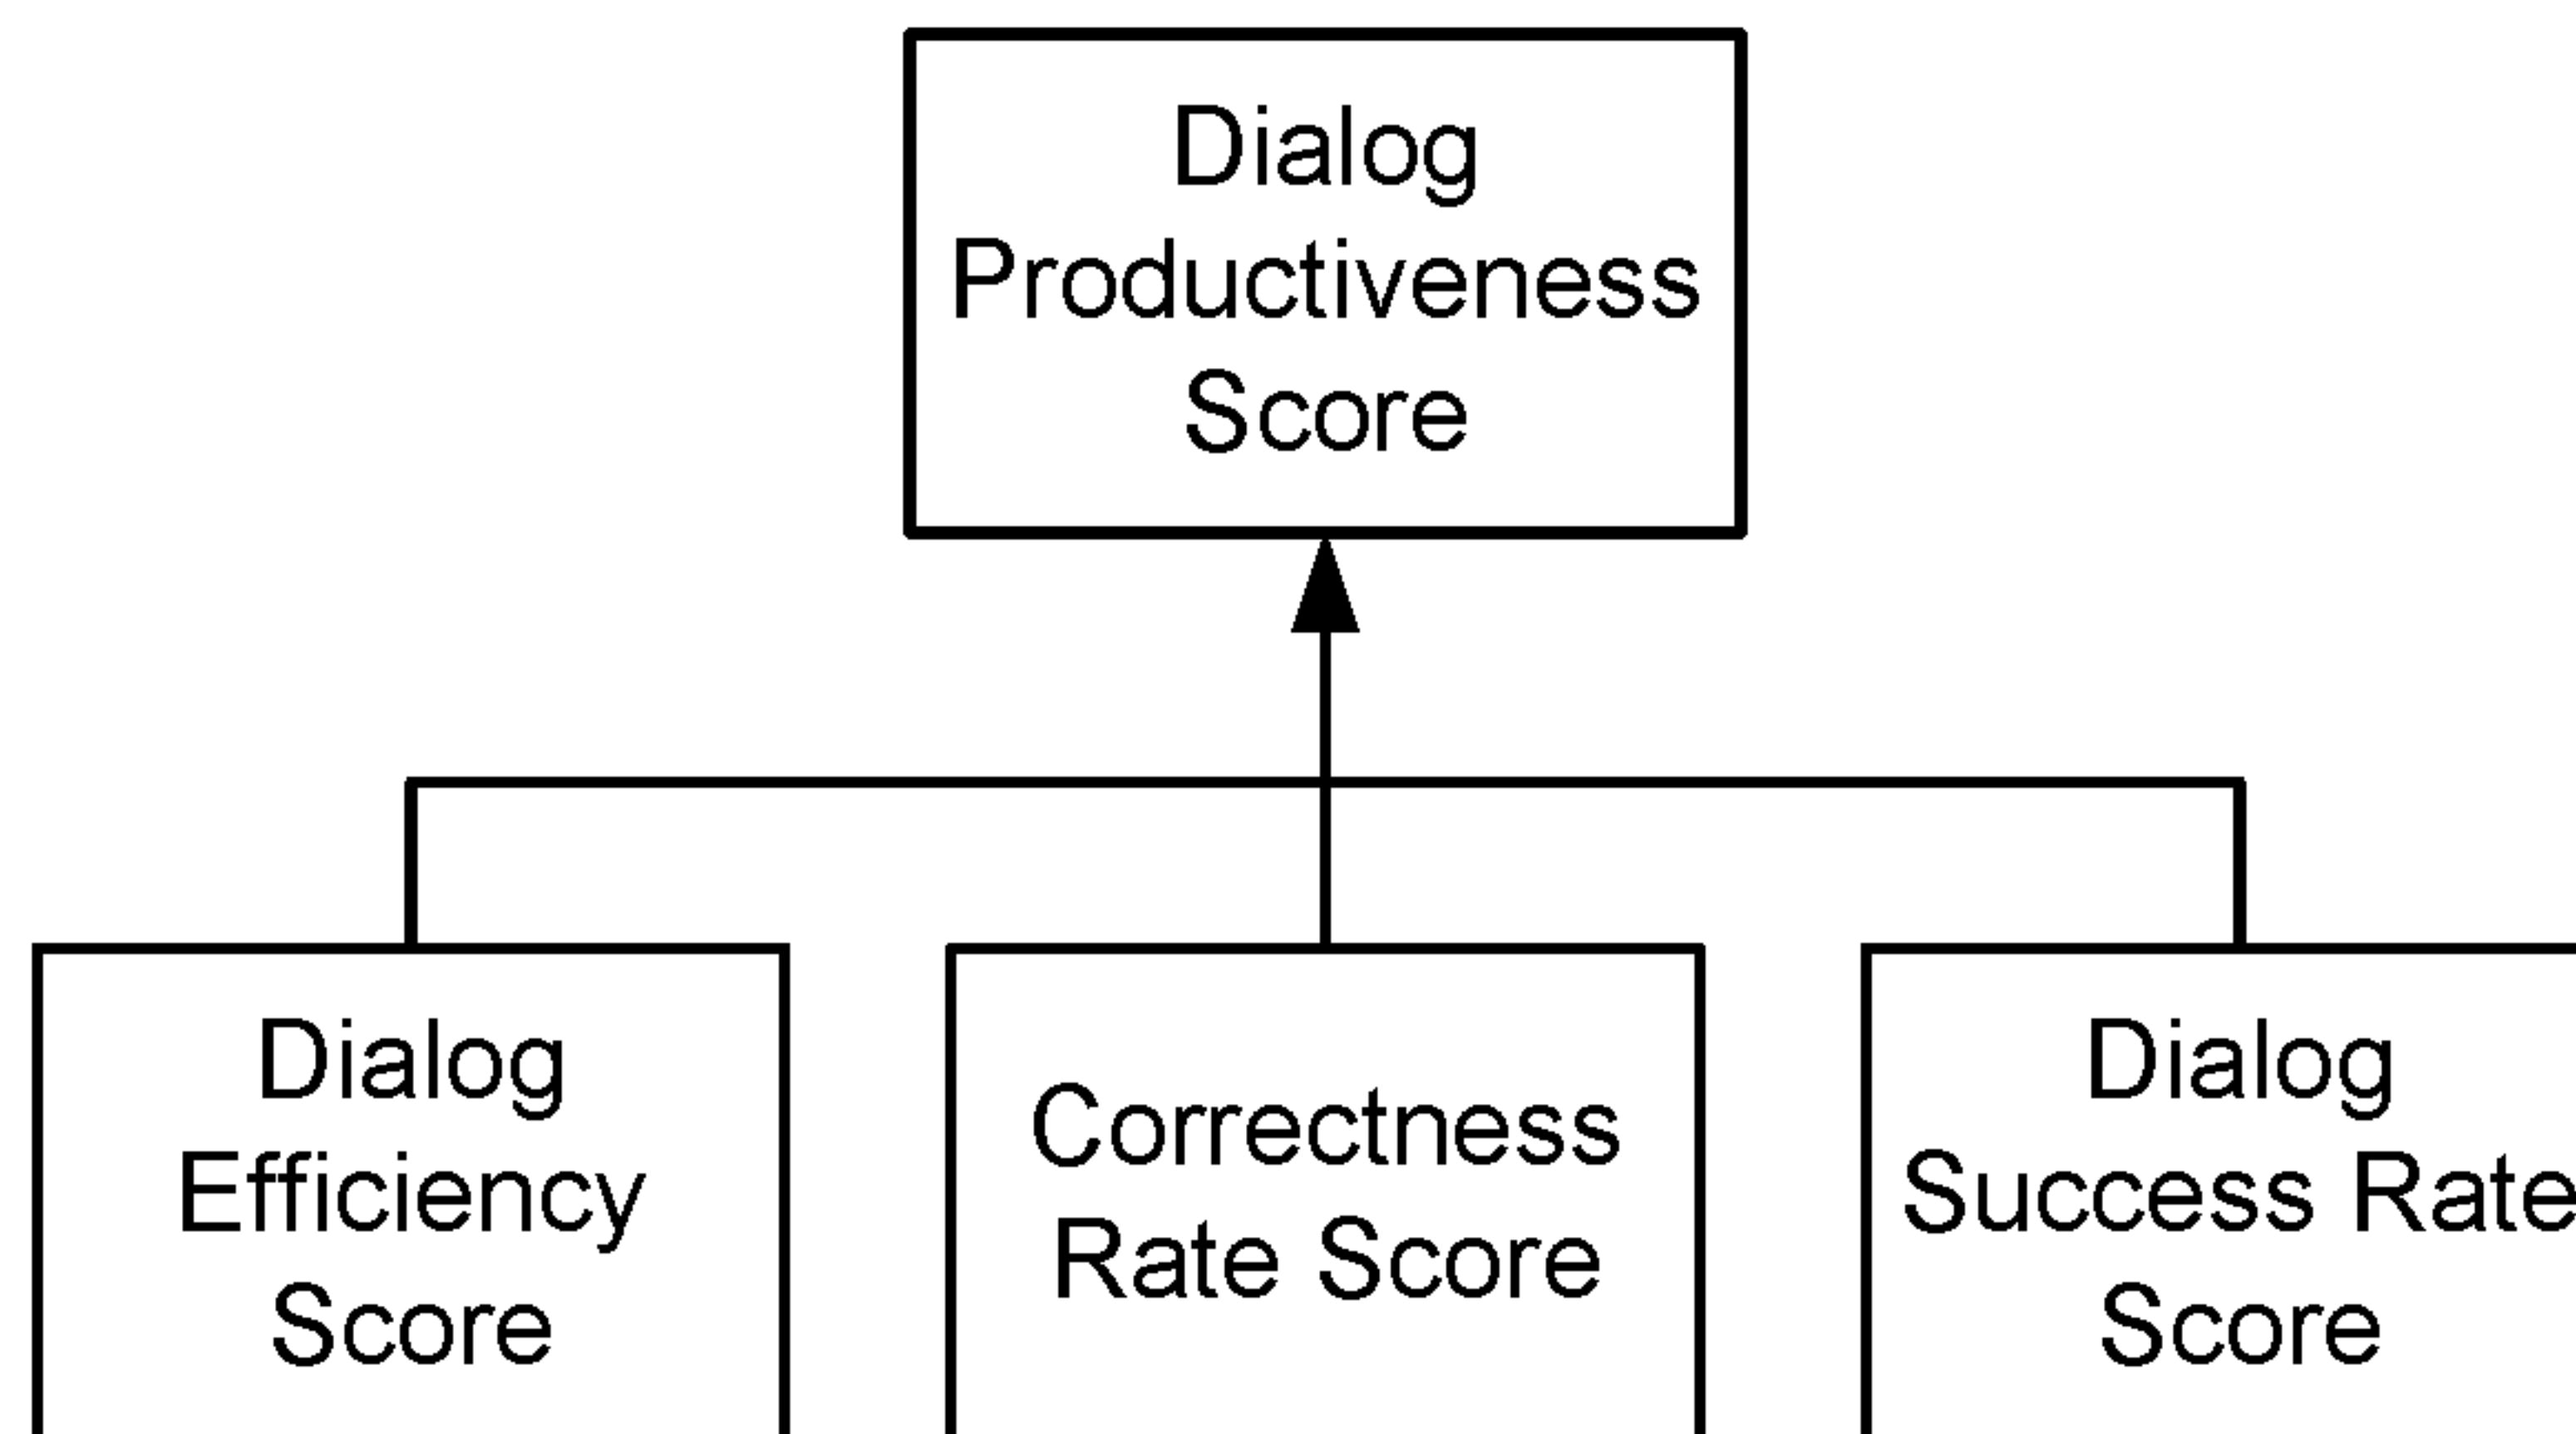 Dialog
Productiveness
Score
Dialog
Efficiency
Score
Correctness
Rate Score
Dialog
Success Rate
Score